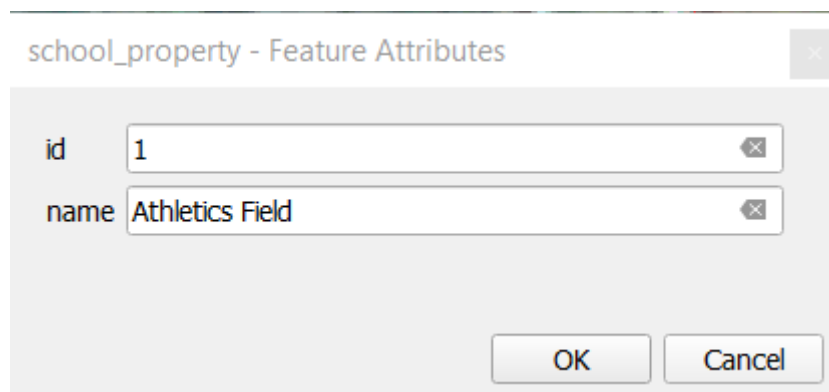 school_property - Feature Attributes
id 1
name Athletics Field
OK Cancel